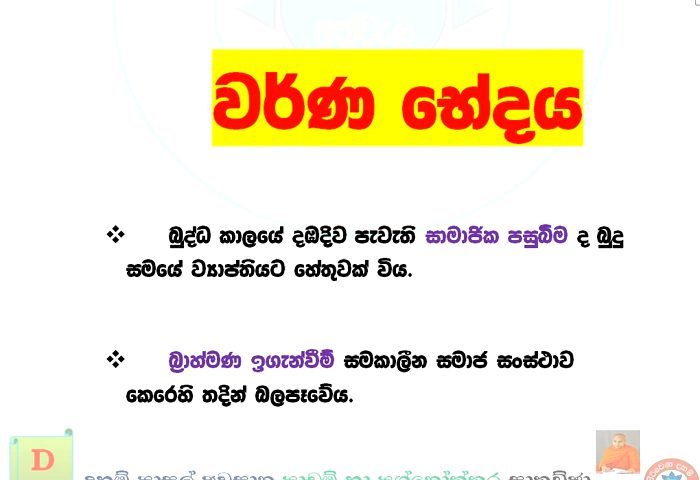 වර්ණ භේදය
❖ බුද්ධ කාලයේ දඹදිව පැවැති සාමාජික පසුබිම ද බුදු
සමයේ ව්‍යාප්තියට හේතුවක් විය.
❖ බ්‍රාහ්මණ ඉගැන්වීම් සමකාලීන සමාජ සංස්ථාව
කෙරෙහි තදින් බලපෑවේය.
D